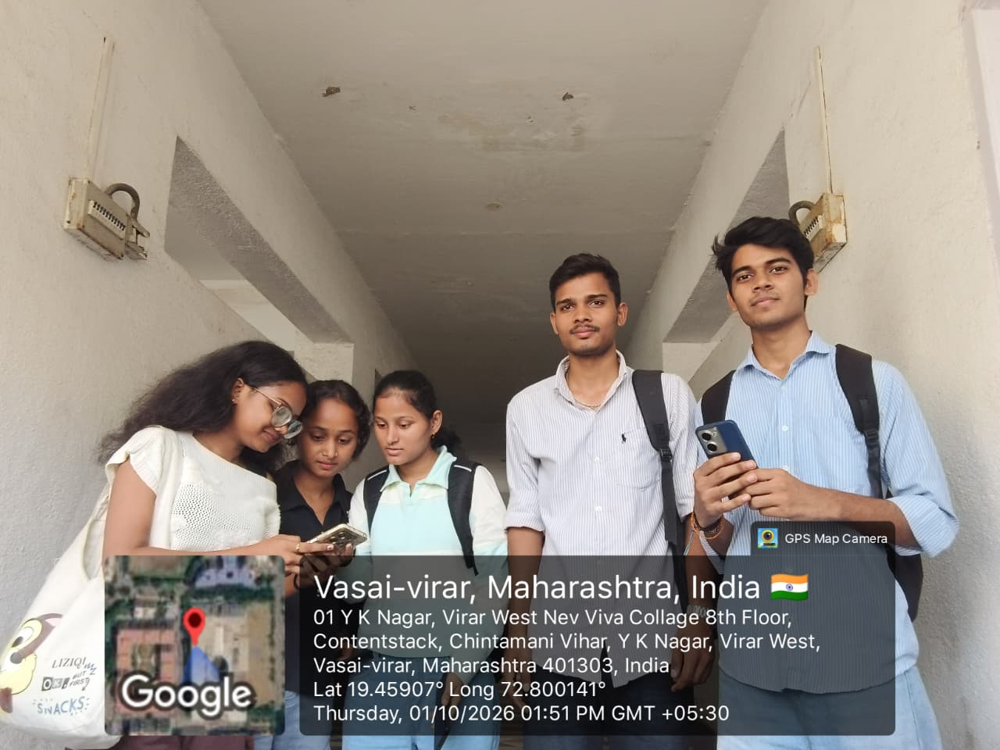 GPS Map Camera
Vasai-virar, Maharashtra, India
01 Y K Nagar, Virar West Nev Viva Collage 8th Floor,
Contentstack, Chintamani Vihar, Y K Nagar, Virar West,
Vasai-virar, Maharashtra 401303, India
Lat 19.45907° Long 72.800141°
Thursday, 01/10/2026 01:51 PM GMT +05:30
Google
LIZIQI
OK! BUT FIRST
SNACKS